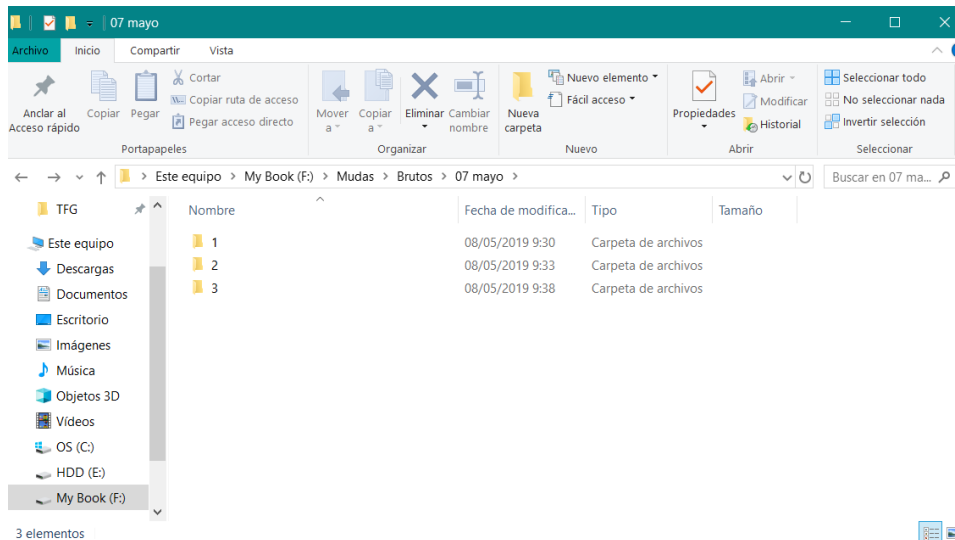 07 mayo
Archivo Inicio Compartir Vista
Anclar al Acceso rápido
Copiar
Pegar
Cortar
Copiar ruta de acceso
Pegar acceso directo
Portapapeles
Mover a
Copiar a
Eliminar
Cambiar nombre
Organizar
Nueva carpeta
Nuevo elemento
Fácil acceso
Nuevo
Propiedades
Abrir
Modificar
Historial
Abrir
Seleccionar todo
No seleccionar nada
Invertir selección
Seleccionar
Este equipo > My Book (F:) > Mudas > Brutos > 07 mayo >
Buscar en 07 ma...
TFG
Este equipo
Descargas
Documentos
Escritorio
Imágenes
Música
Objetos 3D
Vídeos
OS (C:)
HDD (E:)
My Book (F:)
Nombre Fecha de modifica... Tipo Tamaño
1 08/05/2019 9:30 Carpeta de archivos
2 08/05/2019 9:33 Carpeta de archivos
3 08/05/2019 9:38 Carpeta de archivos
3 elementos